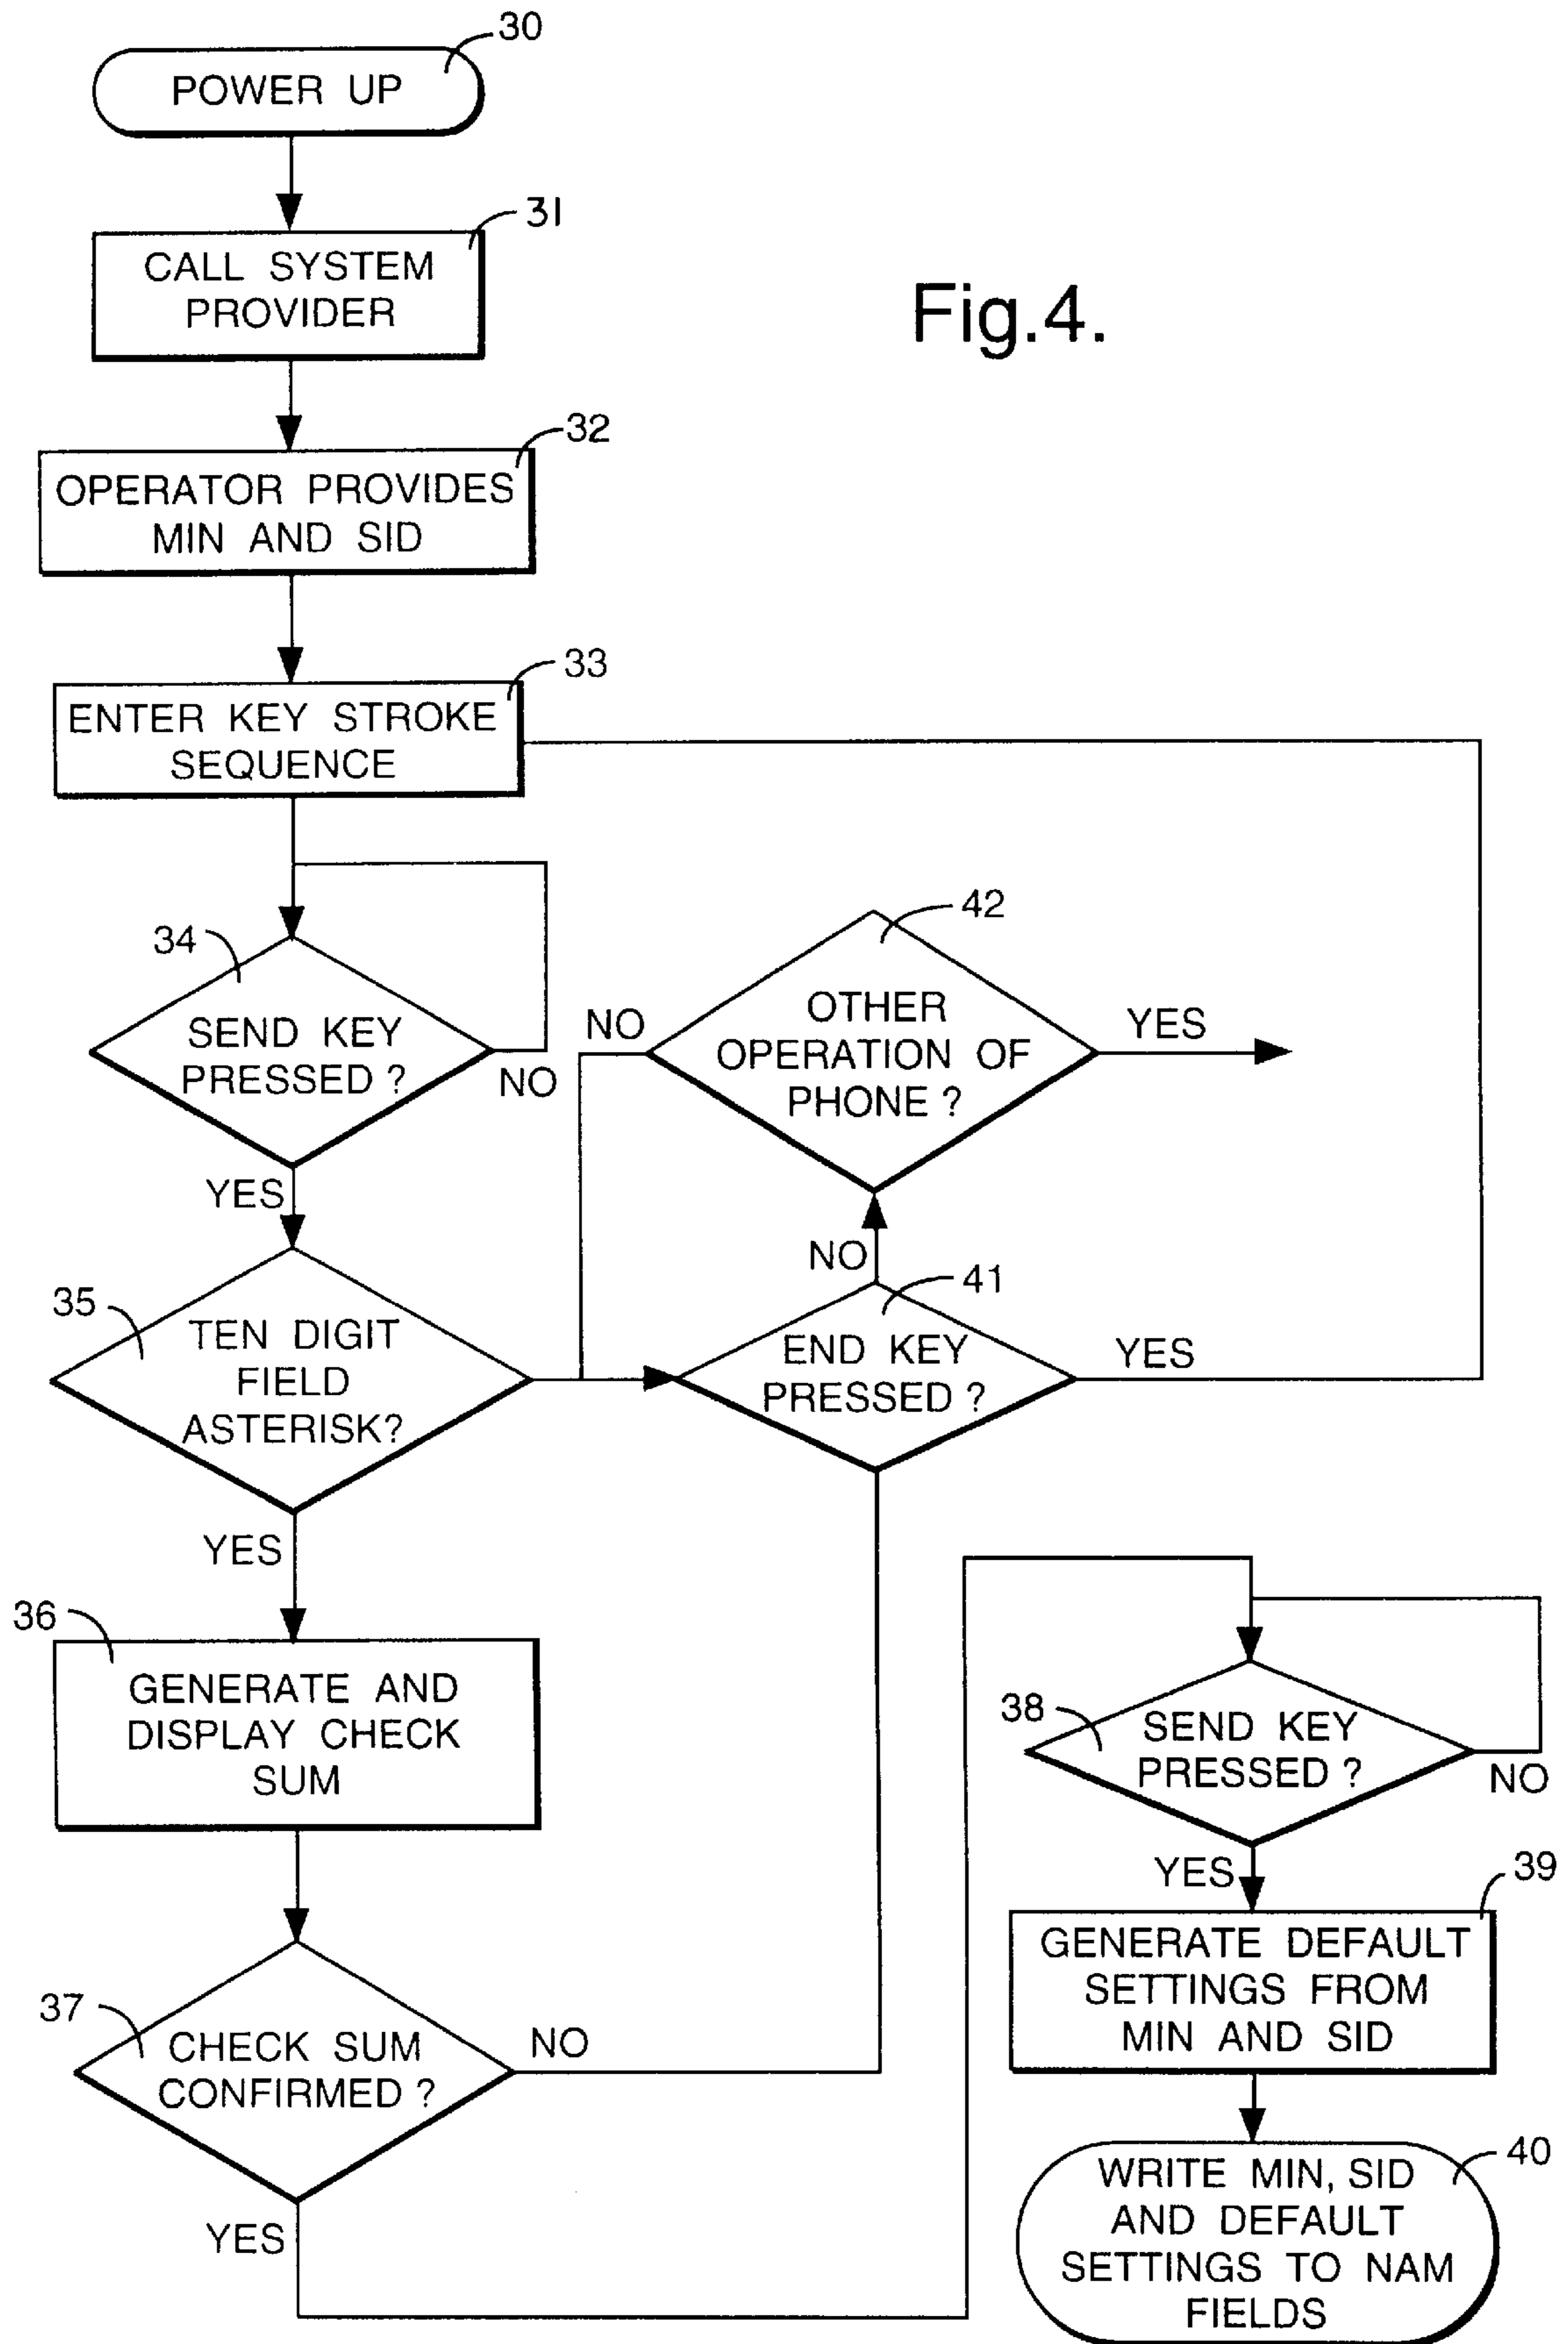 30
POWER UP
31
CALL SYSTEM
PROVIDER
Fig.4.
32
OPERATOR PROVIDES
MIN AND SID
33
ENTER KEY STROKE
SEQUENCE
34
SEND KEY
PRESSED ?
NO
YES
42
OTHER
OPERATION OF
PHONE ?
NO
YES
35
TEN DIGIT
FIELD
ASTERISK?
YES
NO
41
END KEY
PRESSED ?
YES
36
GENERATE AND
DISPLAY CHECK
SUM
37
CHECK SUM
CONFIRMED ?
NO
YES
38
SEND KEY
PRESSED ?
NO
YES
39
GENERATE DEFAULT
SETTINGS FROM
MIN AND SID
40
WRITE MIN, SID
AND DEFAULT
SETTINGS TO NAM
FIELDS